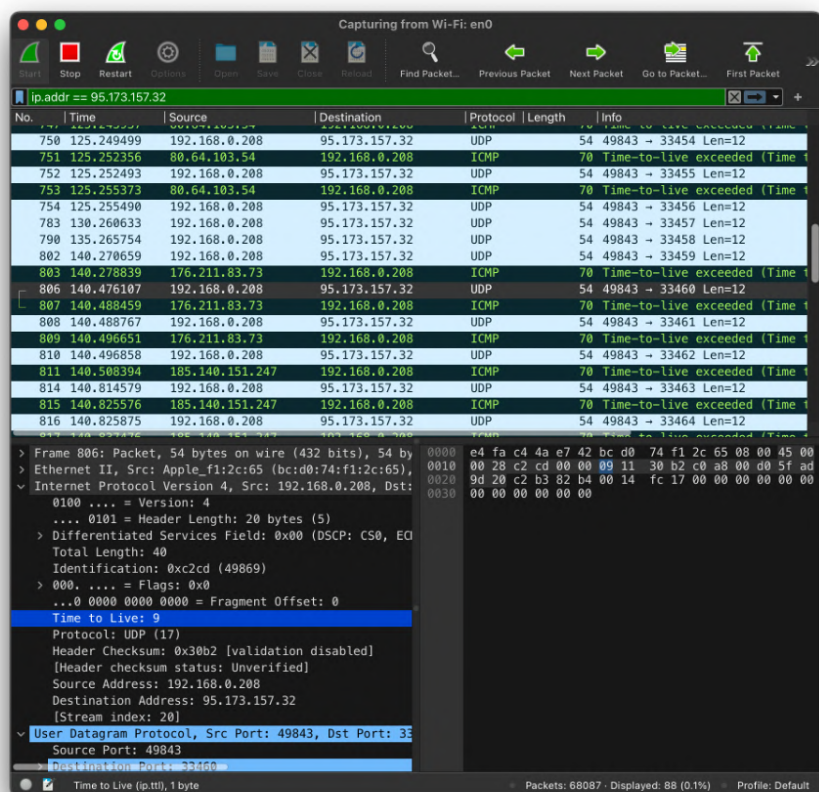 Capturing from Wi-Fi: en0
Start Stop Restart Options Open Save Close Reload Find Packet... Previous Packet Next Packet Go to Packet... First Packet
ip.addr == 95.173.157.32
No. Time Source Destination Protocol Length Info
750 125.249499 192.168.0.208 95.173.157.32 UDP 54 49843 → 33454 Len=12
751 125.252356 80.64.103.54 192.168.0.208 ICMP 70 Time-to-live exceeded (Time t
752 125.252493 192.168.0.208 95.173.157.32 UDP 54 49843 → 33455 Len=12
753 125.255373 80.64.103.54 192.168.0.208 ICMP 70 Time-to-live exceeded (Time t
754 125.255490 192.168.0.208 95.173.157.32 UDP 54 49843 → 33456 Len=12
783 130.260633 192.168.0.208 95.173.157.32 UDP 54 49843 → 33457 Len=12
790 135.265754 192.168.0.208 95.173.157.32 UDP 54 49843 → 33458 Len=12
802 140.270659 192.168.0.208 95.173.157.32 UDP 54 49843 → 33459 Len=12
803 140.278839 176.211.83.73 192.168.0.208 ICMP 70 Time-to-live exceeded (Time t
806 140.476107 192.168.0.208 95.173.157.32 UDP 54 49843 → 33460 Len=12
807 140.488459 176.211.83.73 192.168.0.208 ICMP 70 Time-to-live exceeded (Time t
808 140.488767 192.168.0.208 95.173.157.32 UDP 54 49843 → 33461 Len=12
809 140.496651 176.211.83.73 192.168.0.208 ICMP 70 Time-to-live exceeded (Time t
810 140.496858 192.168.0.208 95.173.157.32 UDP 54 49843 → 33462 Len=12
811 140.508394 185.140.151.247 192.168.0.208 ICMP 70 Time-to-live exceeded (Time t
814 140.814579 192.168.0.208 95.173.157.32 UDP 54 49843 → 33463 Len=12
815 140.825576 185.140.151.247 192.168.0.208 ICMP 70 Time-to-live exceeded (Time t
816 140.825875 192.168.0.208 95.173.157.32 UDP 54 49843 → 33464 Len=12
Frame 806: Packet, 54 bytes on wire (432 bits), 54 by
Ethernet II, Src: Apple_f1:2c:65 (bc:d0:74:f1:2c:65),
Internet Protocol Version 4, Src: 192.168.0.208, Dst:
0100 .... = Version: 4
.... 0101 = Header Length: 20 bytes (5)
Differentiated Services Field: 0x00 (DSCP: CS0, EC
Total Length: 40
Identification: 0xc2cd (49869)
000. .... = Flags: 0x0
...0 0000 0000 0000 = Fragment Offset: 0
Time to Live: 9
Protocol: UDP (17)
Header Checksum: 0x30b2 [validation disabled]
[Header checksum status: Unverified]
Source Address: 192.168.0.208
Destination Address: 95.173.157.32
[Stream index: 20]
User Datagram Protocol, Src Port: 49843, Dst Port: 33
Source Port: 49843
Destination Port: 33460
0000 e4 fa c4 4a e7 42 bc d0 74 f1 2c 65 08 00 45 00
0010 00 28 c2 cd 00 00 09 11 30 b2 c0 a8 00 d0 5f ad
0020 9d 20 c2 b3 82 b4 00 14 fc 17 00 00 00 00 00 00
0030 00 00 00 00 00 00
Time to Live (ip.ttl), 1 byte
Packets: 68087 · Displayed: 88 (0.1%)
Profile: Default